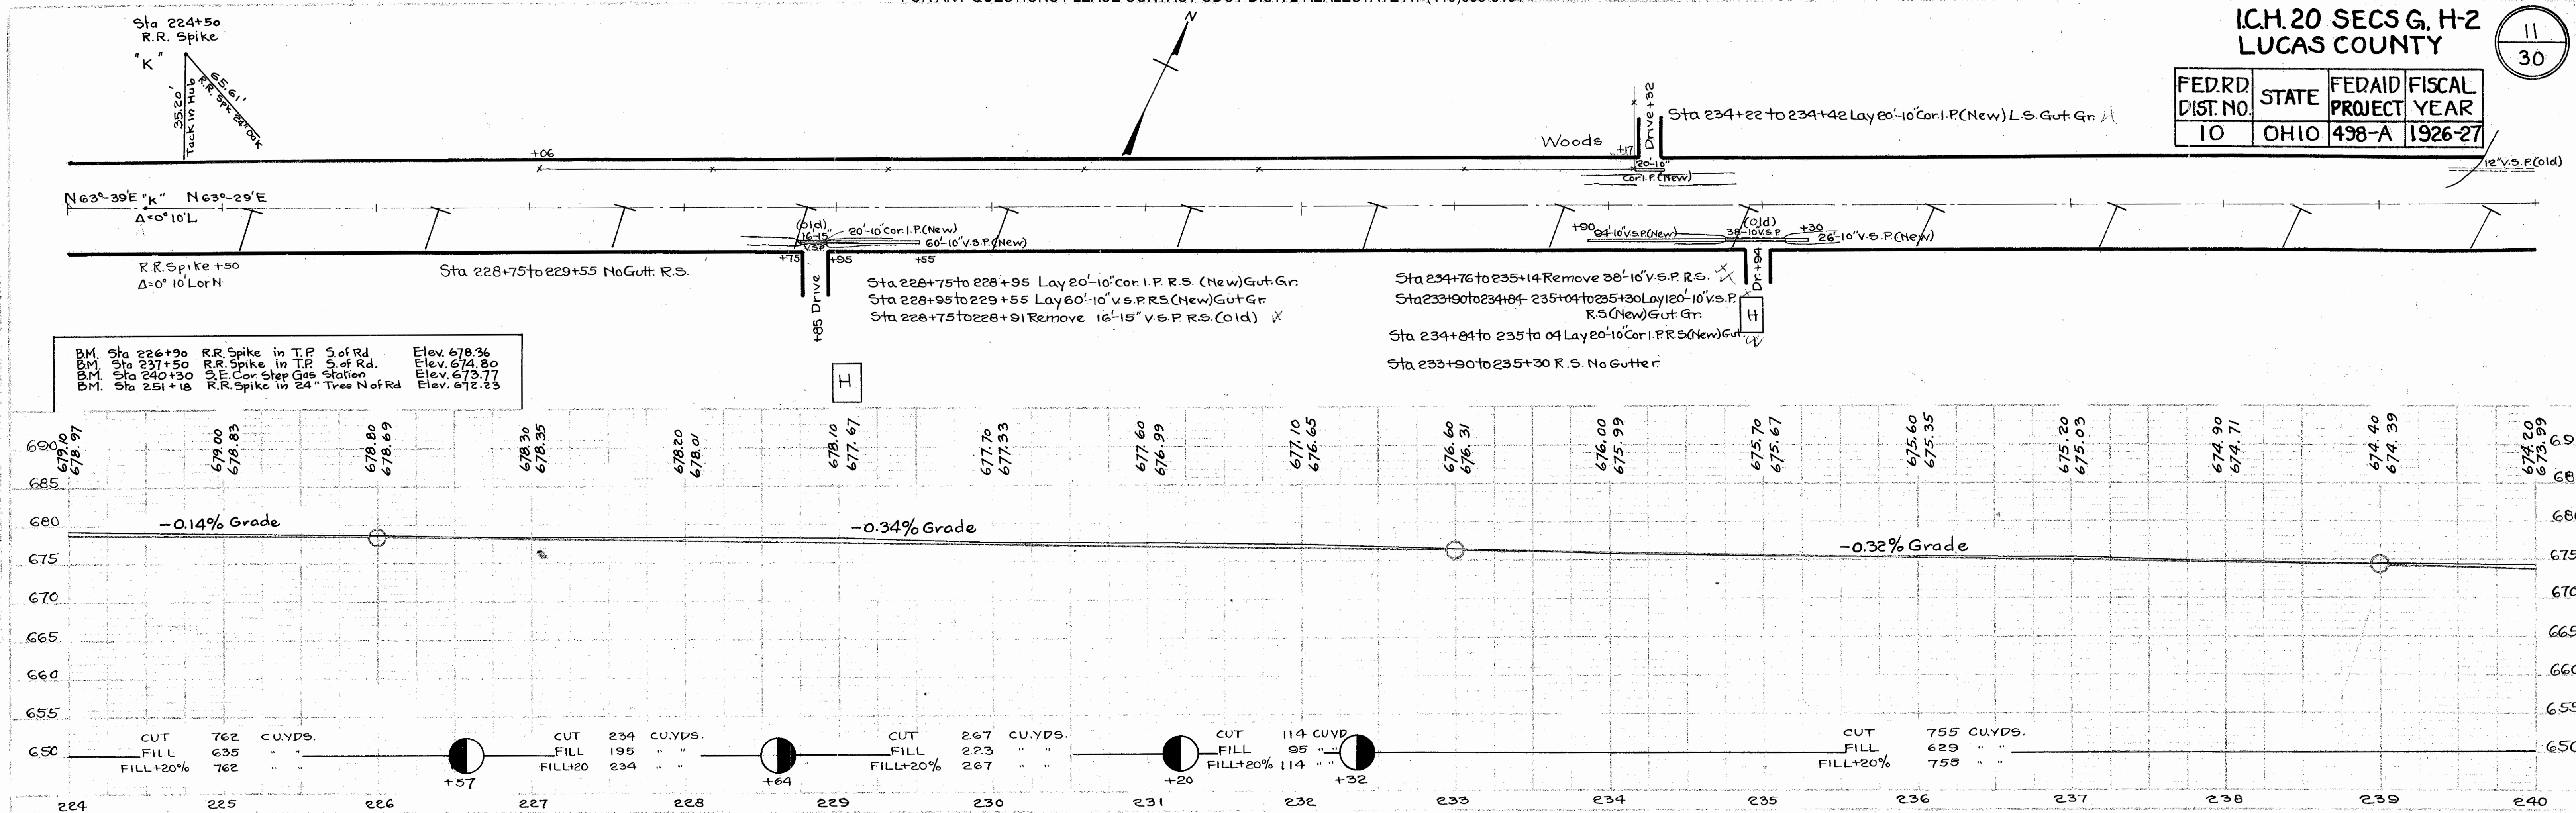 I.C.H. 20 SECS G, H-2
LUCAS COUNTY
11
30
FED.RD. DIST. NO. STATE FED.AID PROJECT FISCAL YEAR
10 OHIO 498-A 1926-27
Sta 224+50
R.R. Spike
"K"
35.20'
Tack in Hub
65.61'
N
+06
Woods
+17
Drive+32
20-10"
Cor.I.P.(New)
Sta 234+22 to 234+42 Lay 20'-10" Cor.I.P.(New) L.S. Gut. Gr.
12" V.S.P.(Old)
N63°-39'E "K" N63°-29'E
Δ=0°10'L
(Old)
16-15"
V.S.P.
20'-10" Cor. I.P.(New)
60'-10" V.S.P.(New)
+75
+95
+55
+85 Drive
+90
94-10" V.S.P.(New)
(Old)
38-10 V.S.P.
+30
26-10" V.S.P.(New)
Dr.+94
R.R. Spike +50
Δ=0° 10' L or N
Sta 228+75 to 229+55 No Gutt. R.S.
Sta 228+75 to 228+95 Lay 20'-10" cor. I.P. R.S. (New) Gut. Gr.
Sta 228+95 to 229+55 Lay 60'-10" V.S.P. R.S.(New) Gut Gr.
Sta 228+75 to 228+91 Remove 16'-15" V.S.P. R.S.(Old)
Sta 234+76 to 235+14 Remove 38'-10" V.S.P. R.S.
Sta 233+90 to 234+84 235+04 to 235+30 Lay 120'-10" V.S.P.
R.S.(New) Gut. Gr.
Sta 234+84 to 235 to 04 Lay 20'-10" Cor I.P. R.S(New) Gut.
Sta 233+90 to 235+30 R.S. No Gutter.
H
H
B.M. Sta 226+90 R.R. Spike in T.P. S. of Rd Elev. 678.36
B.M. Sta 237+50 R.R. Spike in T.P. S. of Rd. Elev. 674.80
B.M. Sta 240+30 S.E. Cor. Step Gas Station Elev. 673.77
B.M. Sta 251+18 R.R. Spike in 24" Tree N of Rd Elev. 672.23
679.10 679.00 678.80 678.30 678.20 678.10 677.70 677.60 677.10 676.60 676.00 675.70 675.60 675.20 674.90 674.40 674.20
678.97 678.83 678.69 678.35 678.01 677.67 677.33 676.99 676.65 676.31 675.99 675.67 675.35 675.03 674.71 674.39 673.99
690
685
680
675
670
665
660
655
650
-0.14% Grade
-0.34% Grade
-0.32% Grade
675
670
665
660
655
650
CUT 762 CU.YDS.
FILL 635 " "
FILL+20% 762 " "
+57
CUT 234 CU.YDS.
FILL 195 " "
FILL+20 234 " "
+64
CUT 267 CU.YDS.
FILL 223 " "
FILL+20% 267 " "
+20
CUT 114 CU YD
FILL 95 " "
FILL+20% 114 " "
+32
CUT 755 CU.YDS.
FILL 629 " "
FILL+20% 755 " "
224 225 226 227 228 229 230 231 232 233 234 235 236 237 238 239 240